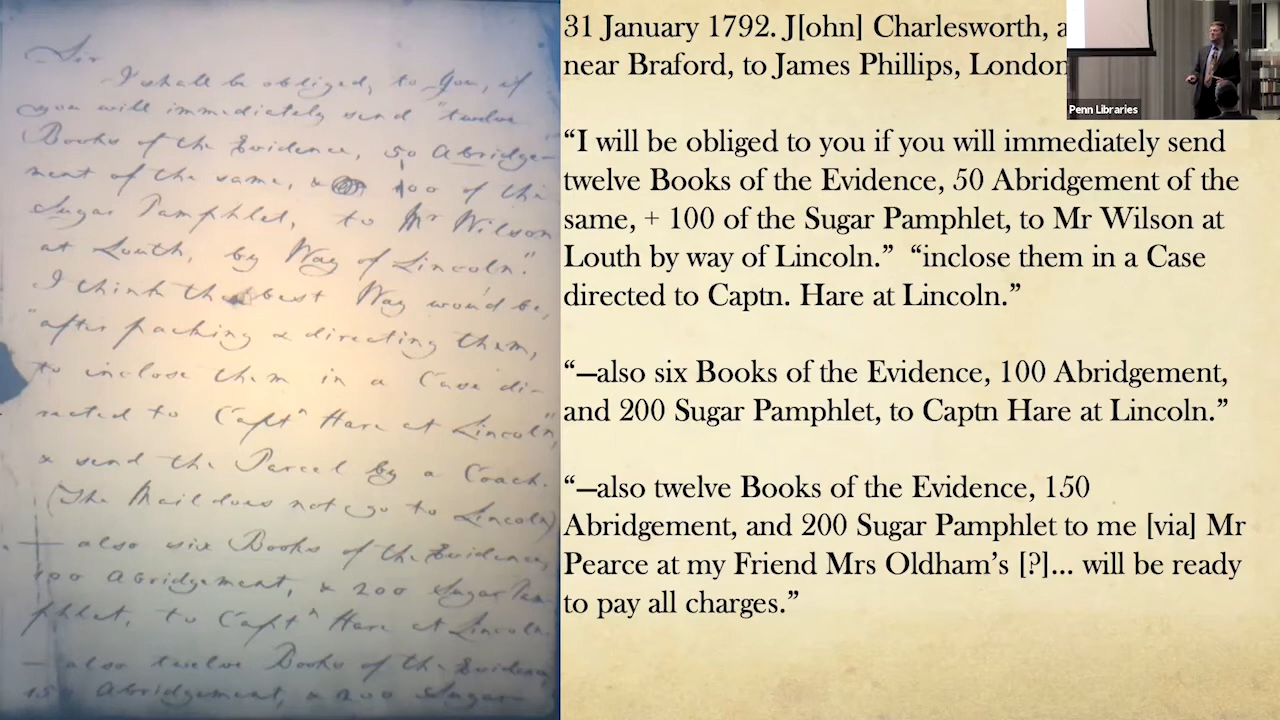 Sir
I shall be obliged, to You, if
you will immediately send "twelve
Books of the Evidence, 50 Abridge-
ment of the same, & 100 of the
Sugar Pamphlet, to Mr Wilson
at Louth, by Way of Lincoln."
I think the best Way wou'd be,
"after packing & directing them,
to inclose them in a Case di-
rected to Captn Hare at Lincoln",
& send the Parcel by a Coach.
(The Mail does not go to Lincoln)
— also six Books of the Evidence,
100 Abridgement, & 200 Sugar Pam-
phlet, to Captn Hare at Lincoln.
— also twelve Books of the Evidence,
150 Abridgement, & 200 Sugar
31 January 1792. J[ohn] Charlesworth, a
near Braford, to James Phillips, London
“I will be obliged to you if you will immediately send
twelve Books of the Evidence, 50 Abridgement of the
same, + 100 of the Sugar Pamphlet, to Mr Wilson at
Louth by way of Lincoln.” “inclose them in a Case
directed to Captn. Hare at Lincoln.”
“—also six Books of the Evidence, 100 Abridgement,
and 200 Sugar Pamphlet, to Captn Hare at Lincoln.”
“—also twelve Books of the Evidence, 150
Abridgement, and 200 Sugar Pamphlet to me [via] Mr
Pearce at my Friend Mrs Oldham’s [?]... will be ready
to pay all charges.”
Penn Libraries